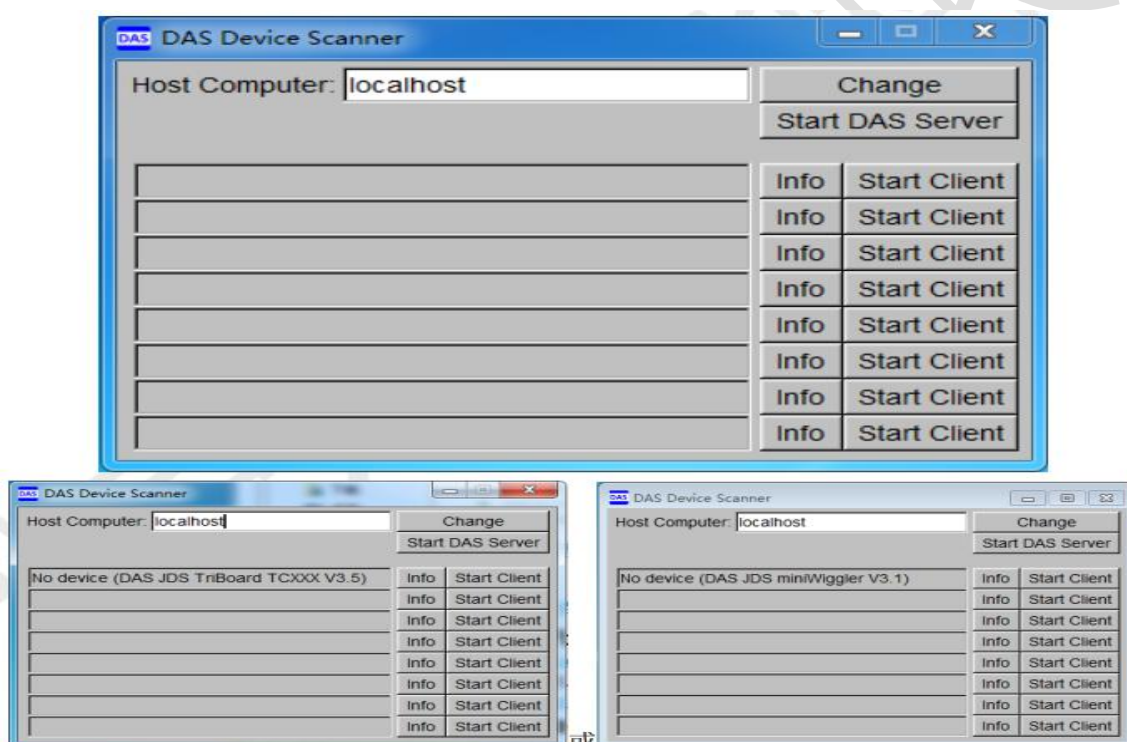 DAS DAS Device Scanner
Host Computer: localhost Change
Start DAS Server
Info Start Client
Info Start Client
Info Start Client
Info Start Client
Info Start Client
Info Start Client
Info Start Client
Info Start Client
DAS DAS Device Scanner
Host Computer: localhost Change
Start DAS Server
No device (DAS JDS TriBoard TCXXX V3.5) Info Start Client
Info Start Client
Info Start Client
Info Start Client
Info Start Client
Info Start Client
Info Start Client
Info Start Client
或
DAS DAS Device Scanner
Host Computer: localhost Change
Start DAS Server
No device (DAS JDS miniWiggler V3.1) Info Start Client
Info Start Client
Info Start Client
Info Start Client
Info Start Client
Info Start Client
Info Start Client
Info Start Client